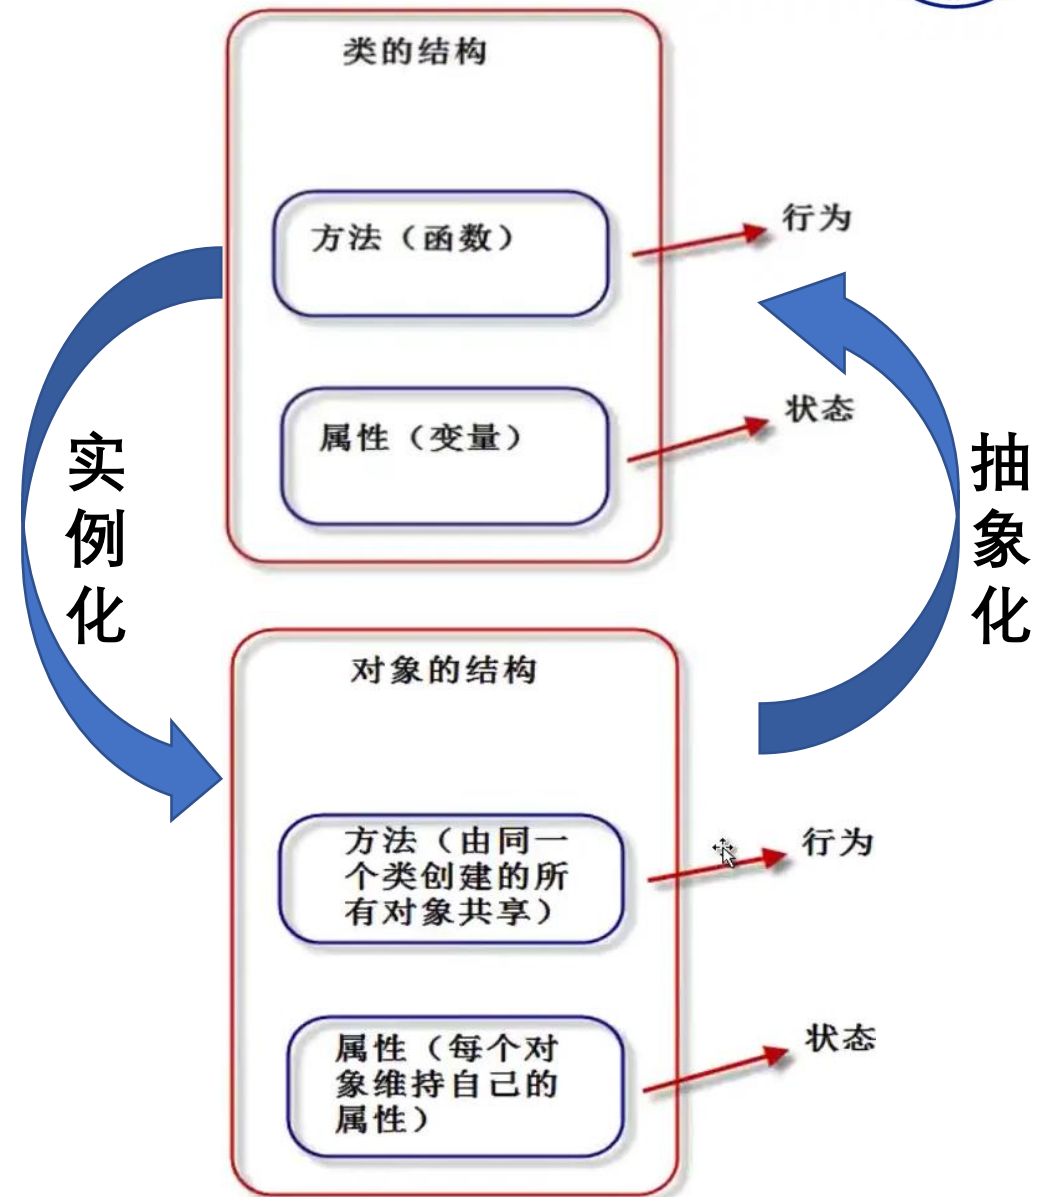 类的结构
方法（函数）
行为
属性（变量）
状态
实
例
化
抽
象
化
对象的结构
方法（由同一
个类创建的所
有对象共享）
行为
属性（每个对
象维持自己的
属性）
状态